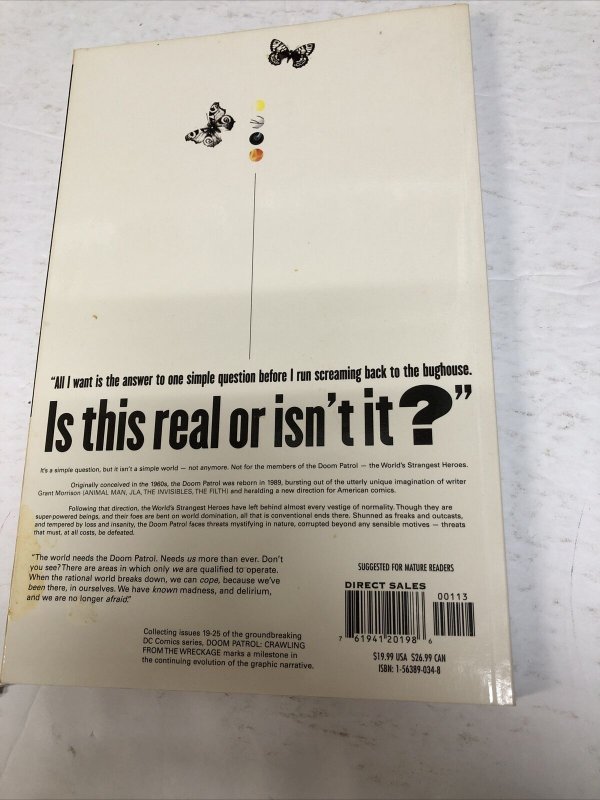 “All I want is the answer to one simple question before I run screaming back to the bughouse.
Is this real or isn’t it?”
It’s a simple question, but it isn’t a simple world — not anymore. Not for the members of the Doom Patrol — the World’s Strangest Heroes.
Originally conceived in the 1960s, the Doom Patrol was reborn in 1989, bursting out of the utterly unique imagination of writer
Grant Morrison (ANIMAL MAN, JLA, THE INVISIBLES, THE FILTH) and heralding a new direction for American comics.
Following that direction, the World’s Strangest Heroes have left behind almost every vestige of normality. Though they are
super-powered beings, and their foes are bent on world domination, all that is conventional ends there. Shunned as freaks and outcasts,
and tempered by loss and insanity, the Doom Patrol faces threats mystifying in nature, corrupted beyond any sensible motives — threats
that must, at all costs, be defeated.
“The world needs the Doom Patrol. Needs us more than ever. Don’t
you see? There are areas in which only we are qualified to operate.
When the rational world breaks down, we can cope, because we’ve
been there, in ourselves. We have known madness, and delirium,
and we are no longer afraid.”
Collecting issues 19-25 of the groundbreaking
DC Comics series, DOOM PATROL: CRAWLING
FROM THE WRECKAGE marks a milestone in
the continuing evolution of the graphic narrative.
SUGGESTED FOR MATURE READERS
DIRECT SALES
00113
7 61941 20198 6
$19.99 USA $26.99 CAN
ISBN: 1-56389-034-8